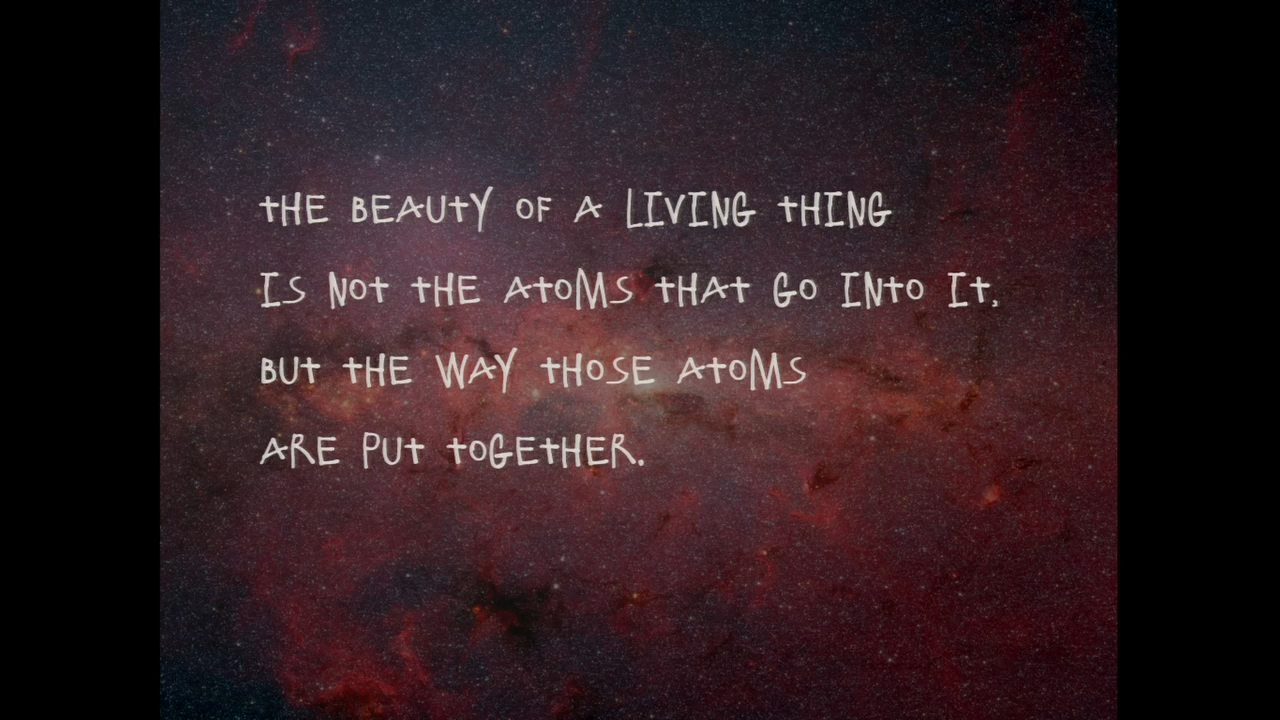 THE BEAUTY OF A LIVING THING
IS NOT THE ATOMS THAT GO INTO IT,
BUT THE WAY THOSE ATOMS
ARE PUT TOGETHER.